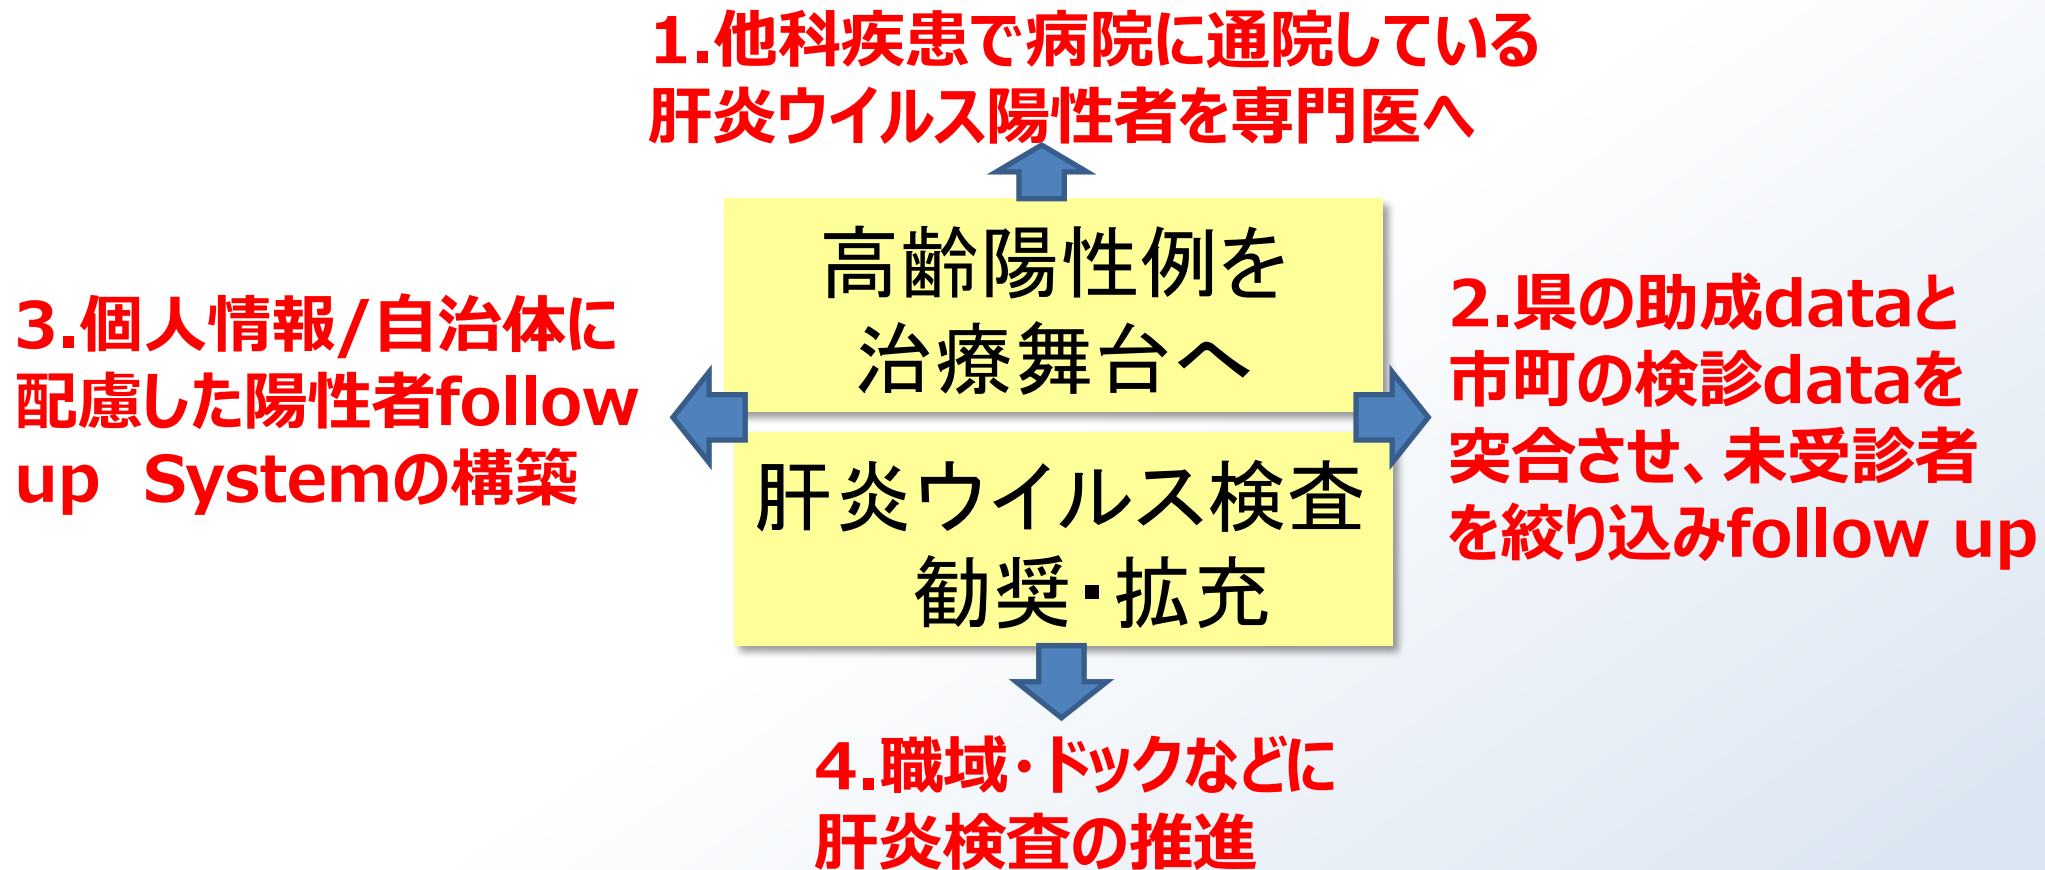 1.他科疾患で病院に通院している
肝炎ウイルス陽性者を専門医へ
高齢陽性例を
治療舞台へ
3.個人情報/自治体に
配慮した陽性者follow
up　Systemの構築
2.県の助成dataと
市町の検診dataを
突合させ、未受診者
を絞り込みfollow up
肝炎ウイルス検査
勧奨・拡充
4.職域・ドックなどに
肝炎検査の推進